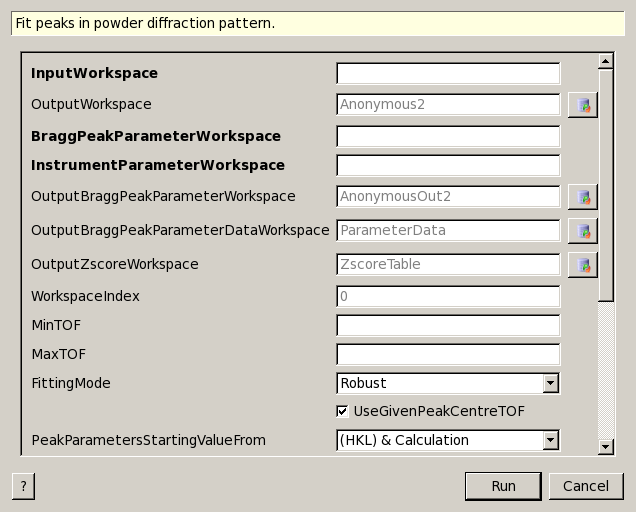 Fit peaks in powder diffraction pattern.
InputWorkspace
OutputWorkspace Anonymous2
BraggPeakParameterWorkspace
InstrumentParameterWorkspace
OutputBraggPeakParameterWorkspace AnonymousOut2
OutputBraggPeakParameterDataWorkspace ParameterData
OutputZscoreWorkspace ZscoreTable
WorkspaceIndex 0
MinTOF
MaxTOF
FittingMode Robust
UseGivenPeakCentreTOF
PeakParametersStartingValueFrom (HKL) & Calculation
? Run Cancel